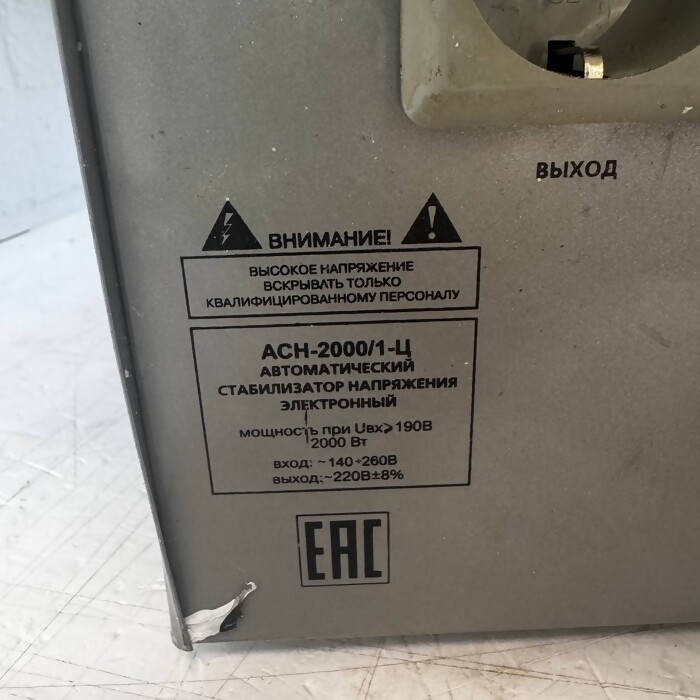 ВЫХОД
ВНИМАНИЕ!
ВЫСОКОЕ НАПРЯЖЕНИЕ
ВСКРЫВАТЬ ТОЛЬКО
КВАЛИФИЦИРОВАННОМУ ПЕРСОНАЛУ
АСН-2000/1-Ц
АВТОМАТИЧЕСКИЙ
СТАБИЛИЗАТОР НАПРЯЖЕНИЯ
ЭЛЕКТРОННЫЙ
мощность при Uвх⩾190В
2000 Вт
вход: ~140÷260В
выход:~220В±8%
EAC